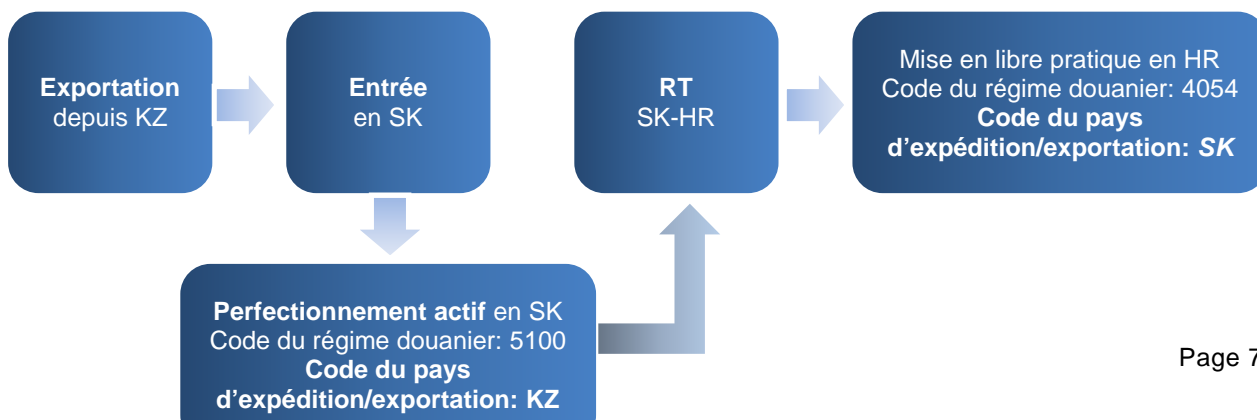 Exportation
depuis KZ
Entrée
en SK
RT
SK-HR
Mise en libre pratique en HR
Code du régime douanier: 4054
Code du pays
d'expédition/exportation: SK
Perfectionnement actif en SK
Code du régime douanier: 5100
Code du pays
d'expédition/exportation: KZ
Page 7